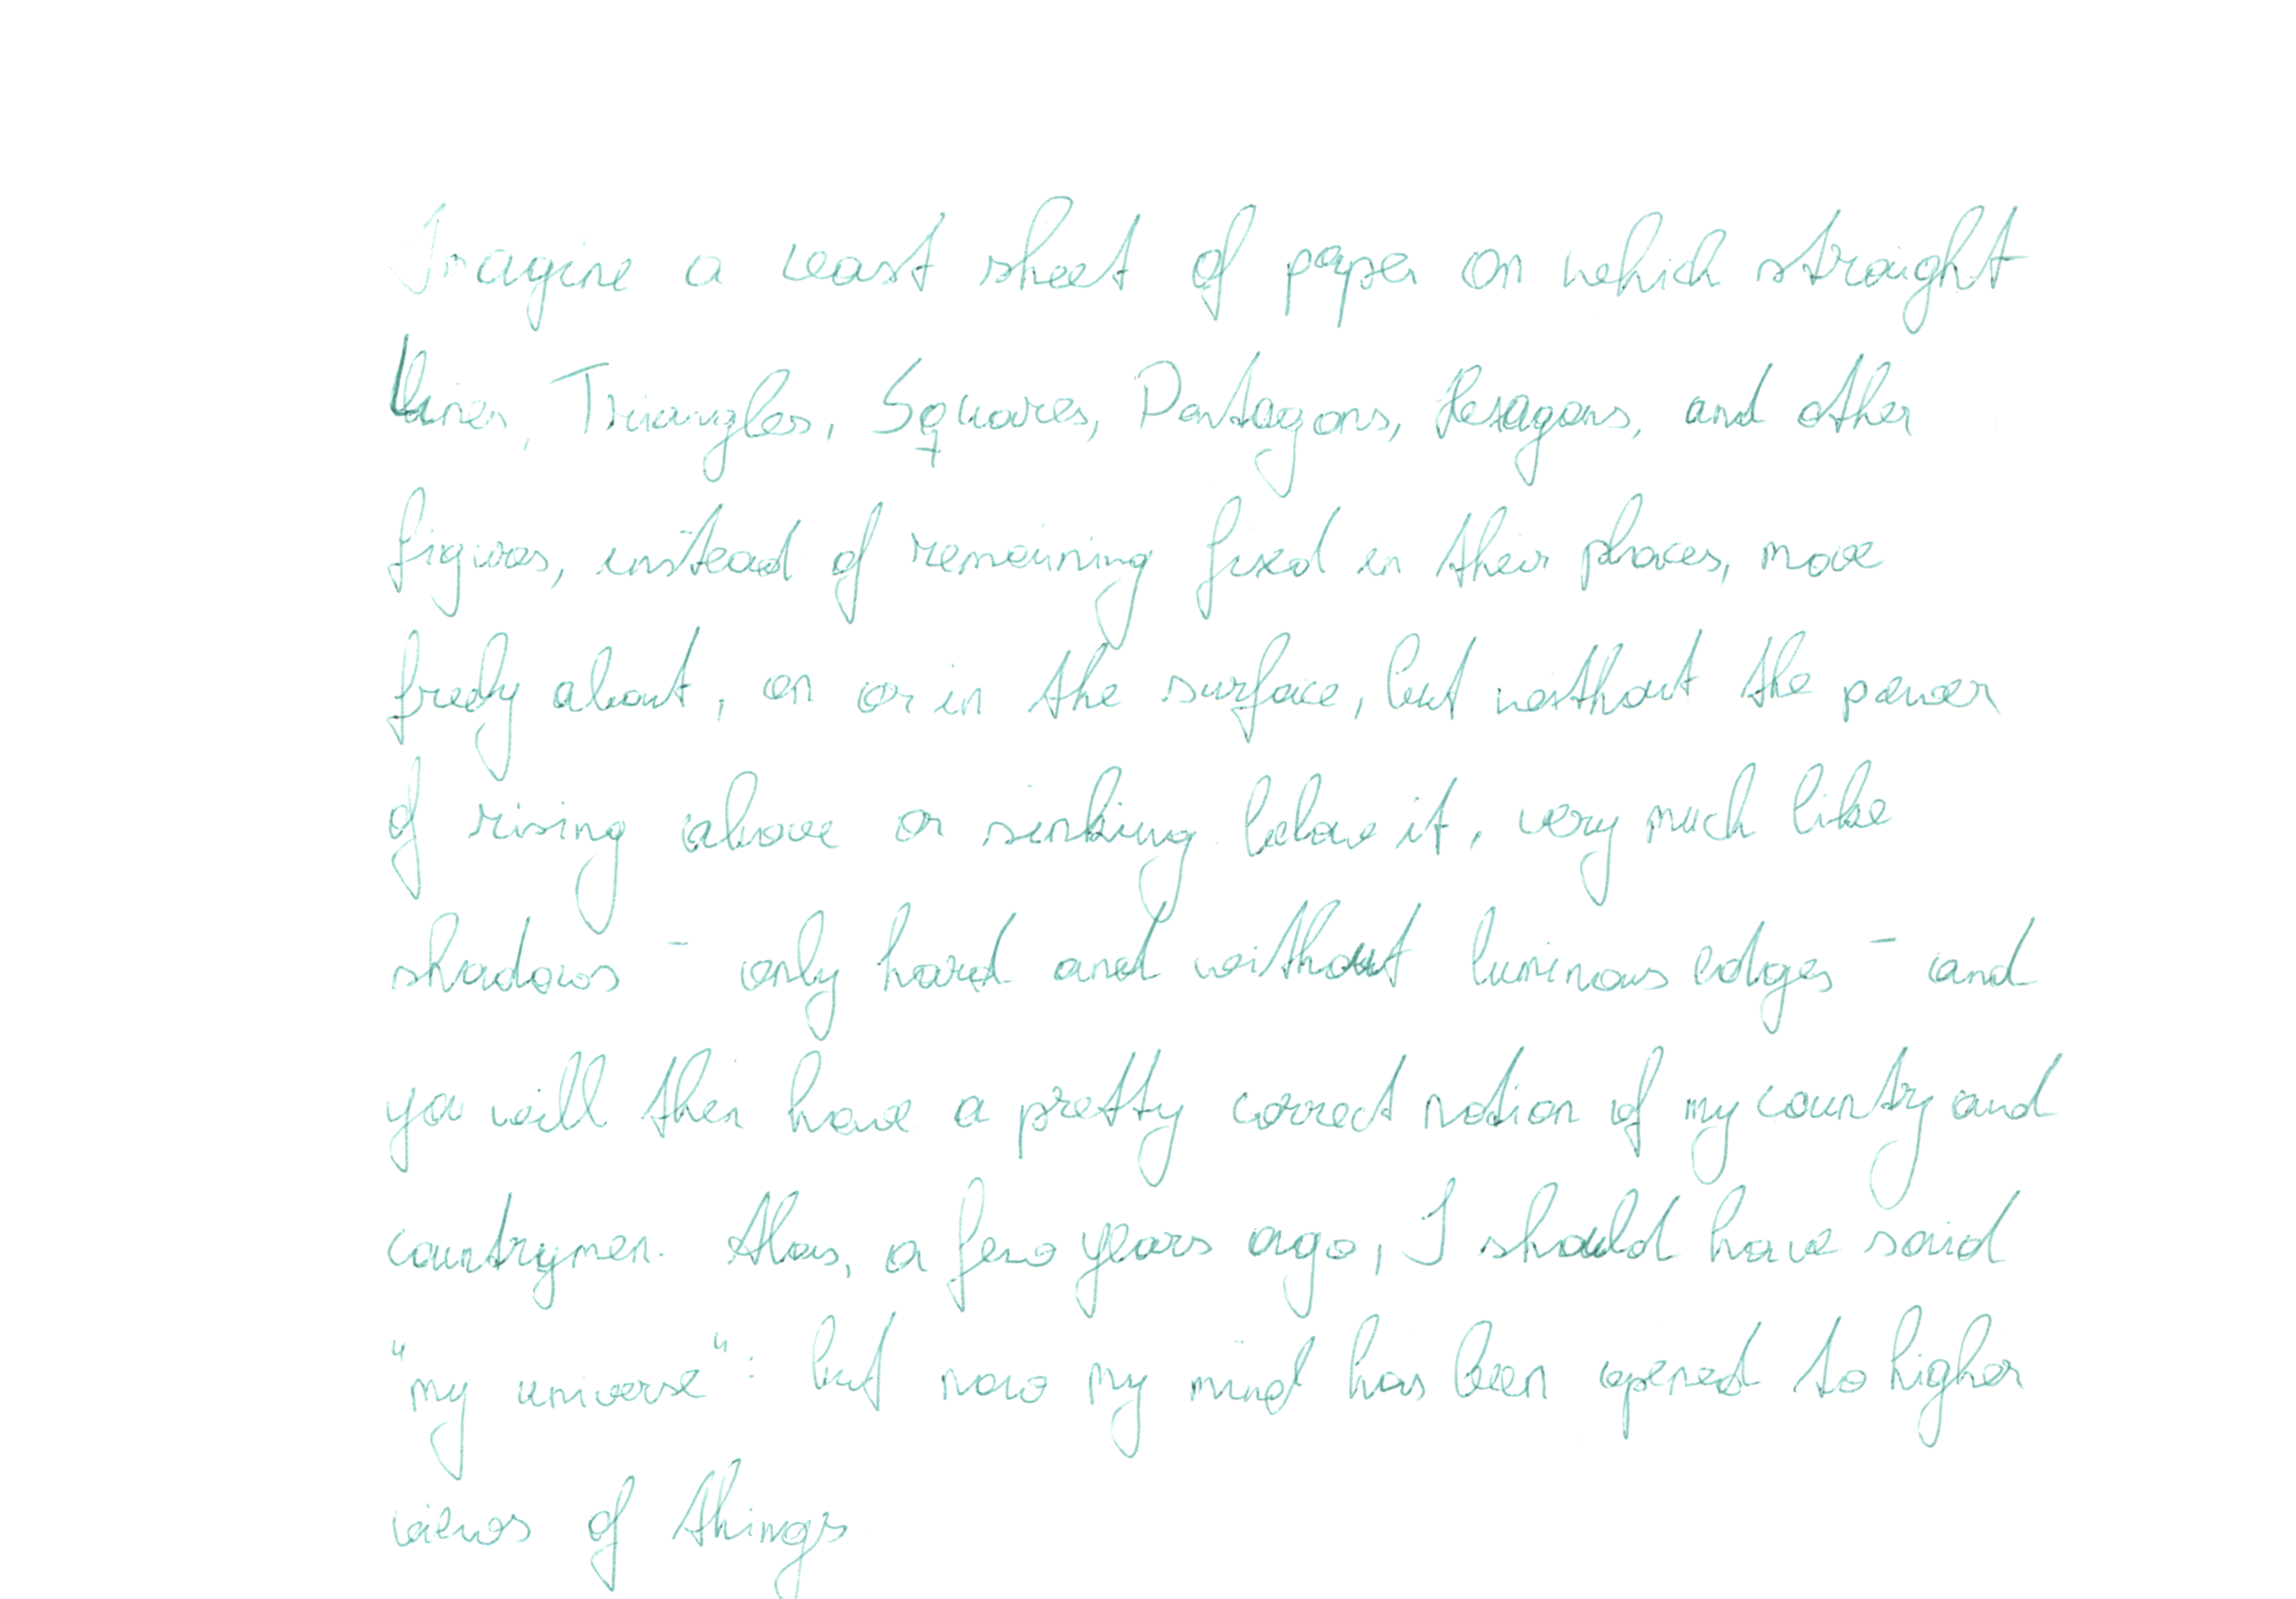 Imagine a vast sheet of paper on which straight
lines, Triangles, Squares, Pentagons, Hexagons, and other
figures, instead of remaining fixed in their places, move
freely about, on or in the surface, but without the power
of rising above or sinking below it, very much like
shadows - only hard and without luminous edges - and
you will then have a pretty correct notion of my country and
countrymen. Alas, a few years ago, I should have said
"my universe": but now my mind has been opened to higher
views of things